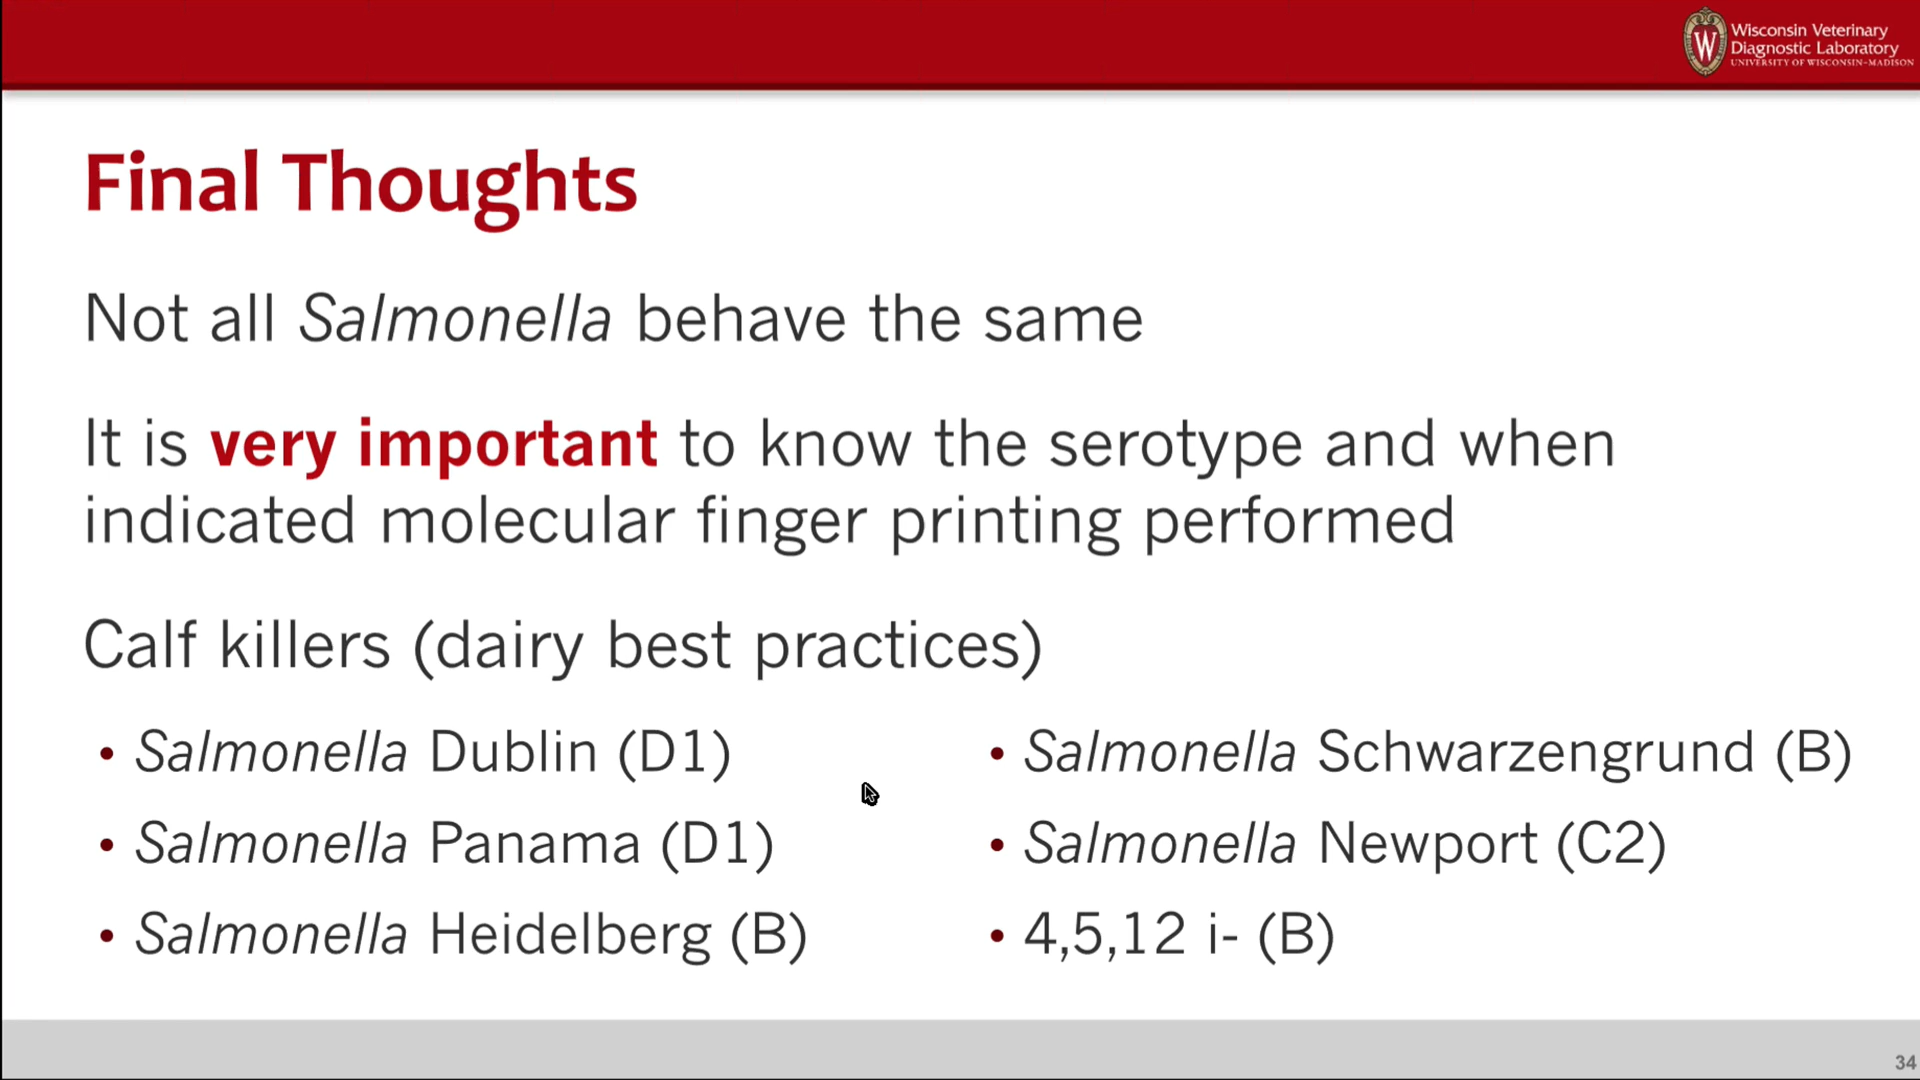 Wisconsin Veterinary
Diagnostic Laboratory
UNIVERSITY OF WISCONSIN-MADISON
W
Final Thoughts
Not all Salmonella behave the same
It is very important to know the serotype and when
indicated molecular finger printing performed
Calf killers (dairy best practices)
• Salmonella Dublin (D1)
• Salmonella Panama (D1)
• Salmonella Heidelberg (B)
• Salmonella Schwarzengrund (B)
• Salmonella Newport (C2)
• 4,5,12 i- (B)
34